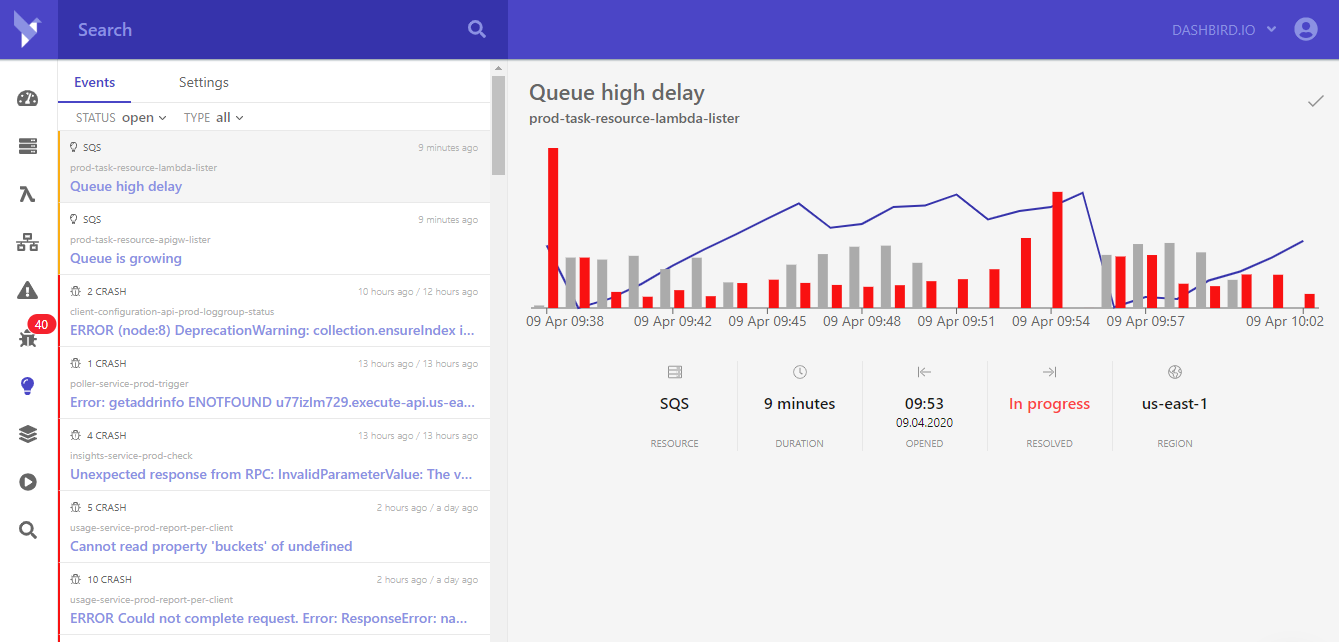 Search
DASHBIRD.IO
40
Events Settings
STATUS open TYPE all
SQS 9 minutes ago
prod-task-resource-lambda-lister
Queue high delay
SQS 9 minutes ago
prod-task-resource-apigw-lister
Queue is growing
2 CRASH 10 hours ago / 12 hours ago
client-configuration-api-prod-loggroup-status
ERROR (node:8) DeprecationWarning: collection.ensureIndex i...
1 CRASH 13 hours ago / 13 hours ago
poller-service-prod-trigger
Error: getaddrinfo ENOTFOUND u77izlm729.execute-api.us-ea...
4 CRASH 13 hours ago / 13 hours ago
insights-service-prod-check
Unexpected response from RPC: InvalidParameterValue: The v...
5 CRASH 2 hours ago / a day ago
usage-service-prod-report-per-client
Cannot read property 'buckets' of undefined
10 CRASH 2 hours ago / a day ago
usage-service-prod-report-per-client
ERROR Could not complete request. Error: ResponseError: na...
Queue high delay
prod-task-resource-lambda-lister
09 Apr 09:38 09 Apr 09:42 09 Apr 09:45 09 Apr 09:48 09 Apr 09:51 09 Apr 09:54 09 Apr 09:57 09 Apr 10:02
SQS 9 minutes 09:53 In progress us-east-1
09.04.2020
RESOURCE DURATION OPENED RESOLVED REGION